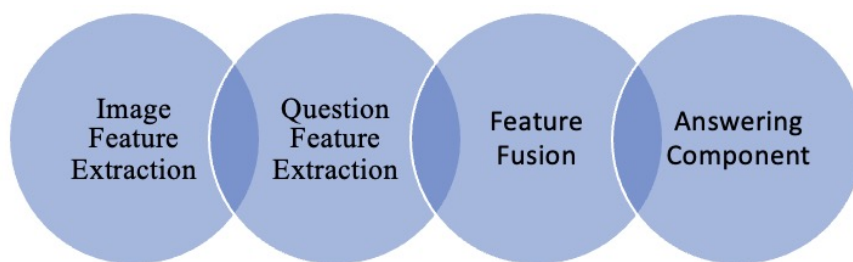 Image
Feature
Extraction
Question
Feature
Extraction
Feature
Fusion
Answering
Component